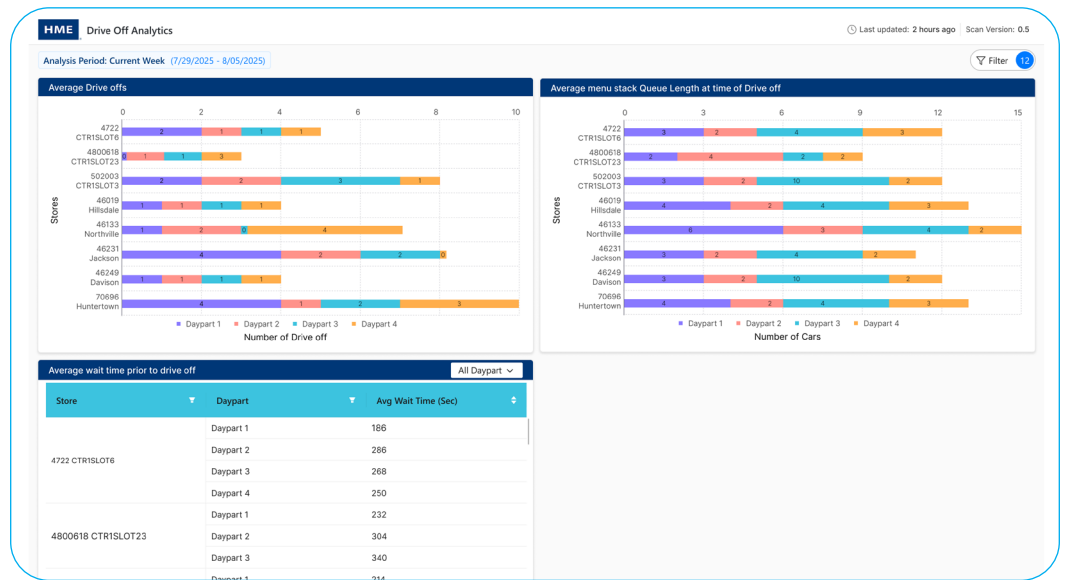 HME Drive Off Analytics
Last updated: 2 hours ago Scan Version: 0.5
Analysis Period: Current Week (7/29/2025 - 8/05/2025)
Filter 12
Average Drive offs
0 2 4 6 8 10
Stores
4722
CTR1SLOT6
2 1 1 1
4800618
CTR1SLOT23
0 1 1 3
502003
CTR1SLOT3
2 2 3 1
46019
Hillsdale
1 1 1 1
46133
Northville
1 2 0 4
46231
Jackson
4 2 2 0
46249
Davison
1 1 1 1
70696
Huntertown
4 1 2 3
Daypart 1 Daypart 2 Daypart 3 Daypart 4
Number of Drive off
Average menu stack Queue Length at time of Drive off
0 3 6 9 12 15
Stores
4722
CTR1SLOT6
3 2 4 3
4800618
CTR1SLOT23
2 4 2 2
502003
CTR1SLOT3
3 2 10 2
46019
Hillsdale
4 2 4 3
46133
Northville
6 3 4 2
46231
Jackson
3 2 4 2
46249
Davison
3 2 10 2
70696
Huntertown
4 2 4 3
Daypart 1 Daypart 2 Daypart 3 Daypart 4
Number of Cars
Average wait time prior to drive off
All Daypart
Store Daypart Avg Wait Time (Sec)
4722 CTR1SLOT6
Daypart 1 186
Daypart 2 286
Daypart 3 268
Daypart 4 250
4800618 CTR1SLOT23
Daypart 1 232
Daypart 2 304
Daypart 3 340
Daypart 1 214